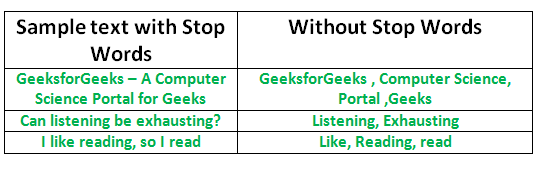 Sample text with Stop Words
Without Stop Words
GeeksforGeeks – A Computer Science Portal for Geeks
GeeksforGeeks , Computer Science, Portal ,Geeks
Can listening be exhausting?
Listening, Exhausting
I like reading, so I read
Like, Reading, read